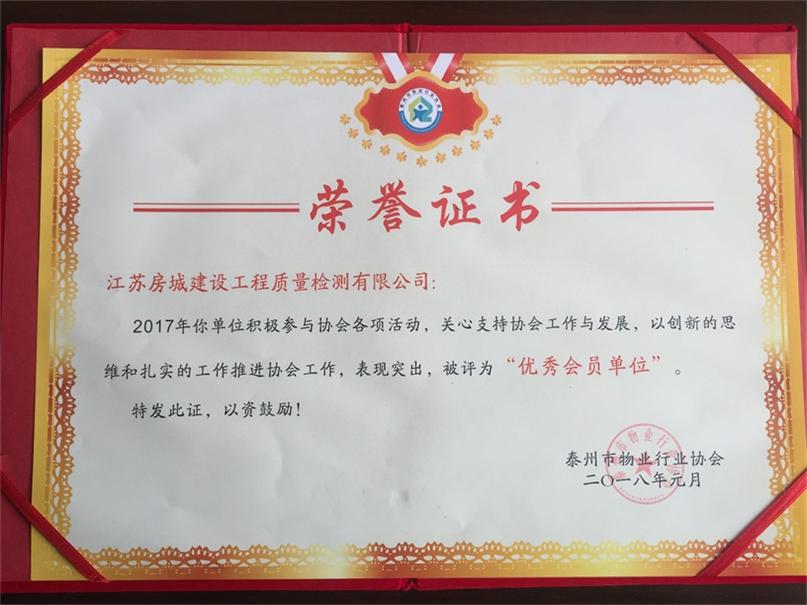 荣誉证书
江苏房城建设工程质量检测有限公司：
2017年你单位积极参与协会各项活动，关心支持协会工作与发展，以创新的思
维和扎实的工作推进协会工作，表现突出，被评为“优秀会员单位”。
特发此证，以资鼓励！
泰州市物业行业协会
二〇一八年元月